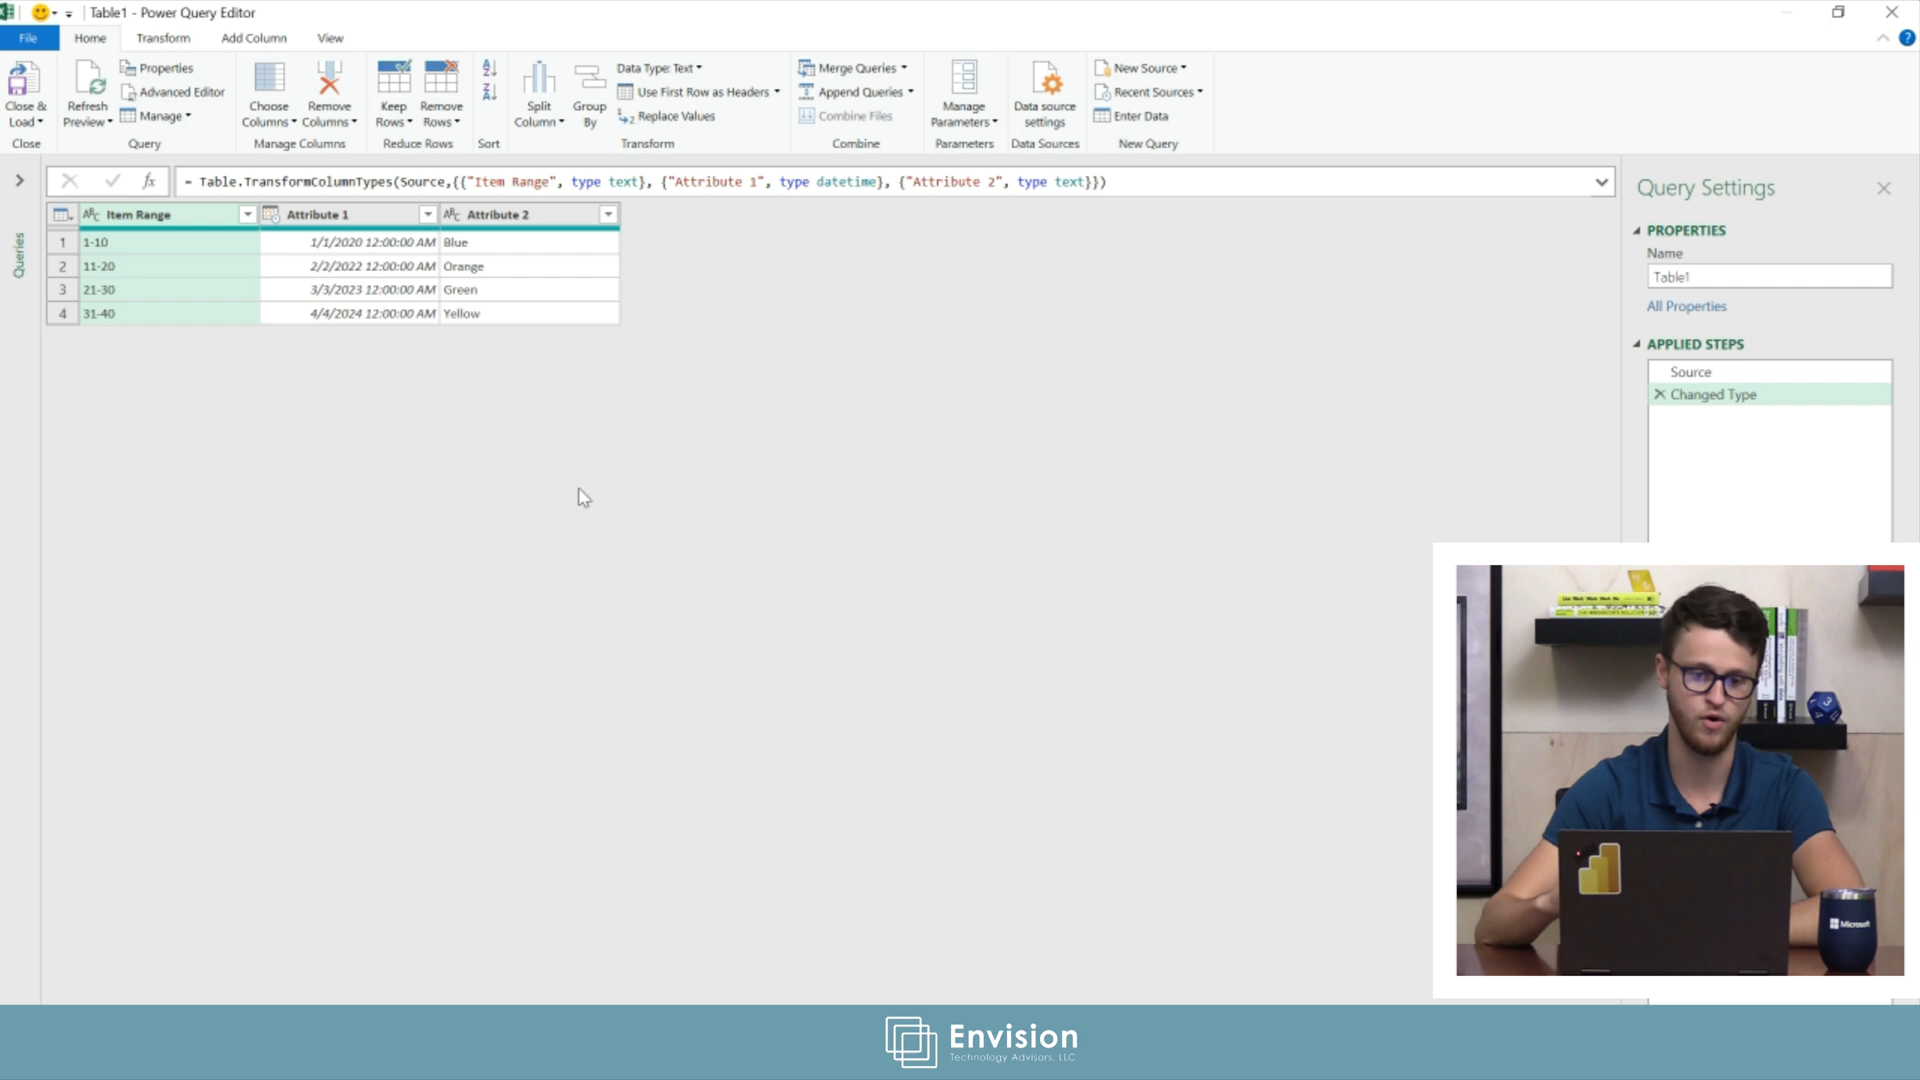 Table1 - Power Query Editor
File Home Transform Add Column View
Close & Load
Refresh Preview
Properties
Advanced Editor
Manage
Choose Columns
Remove Columns
Keep Rows
Remove Rows
Split Column
Group By
Data Type: Text
Use First Row as Headers
Replace Values
Merge Queries
Append Queries
Combine Files
Manage Parameters
Data source settings
New Source
Recent Sources
Enter Data
Close Query Manage Columns Reduce Rows Sort Transform Combine Parameters Data Sources New Query
fx = Table.TransformColumnTypes(Source,{{"Item Range", type text}, {"Attribute 1", type datetime}, {"Attribute 2", type text}})
Queries
ABC Item Range Attribute 1 ABC Attribute 2
1 1-10 1/1/2020 12:00:00 AM Blue
2 11-20 2/2/2022 12:00:00 AM Orange
3 21-30 3/3/2023 12:00:00 AM Green
4 31-40 4/4/2024 12:00:00 AM Yellow
Query Settings
PROPERTIES
Name
Table1
All Properties
APPLIED STEPS
Source
Changed Type
Microsoft
Envision
Technology Advisors, LLC